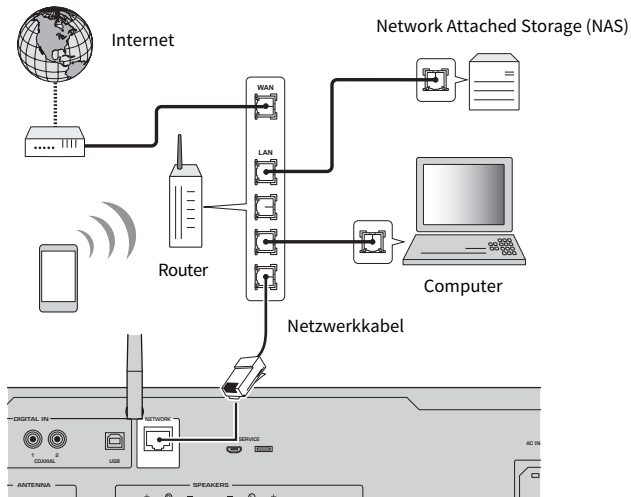 Internet
Network Attached Storage (NAS)
WAN
LAN
Router
Computer
Netzwerkkabel
DIGITAL IN
NETWORK
SERVICE
AC IN
1
2
COAXIAL
USB
ANTENNA
SPEAKERS